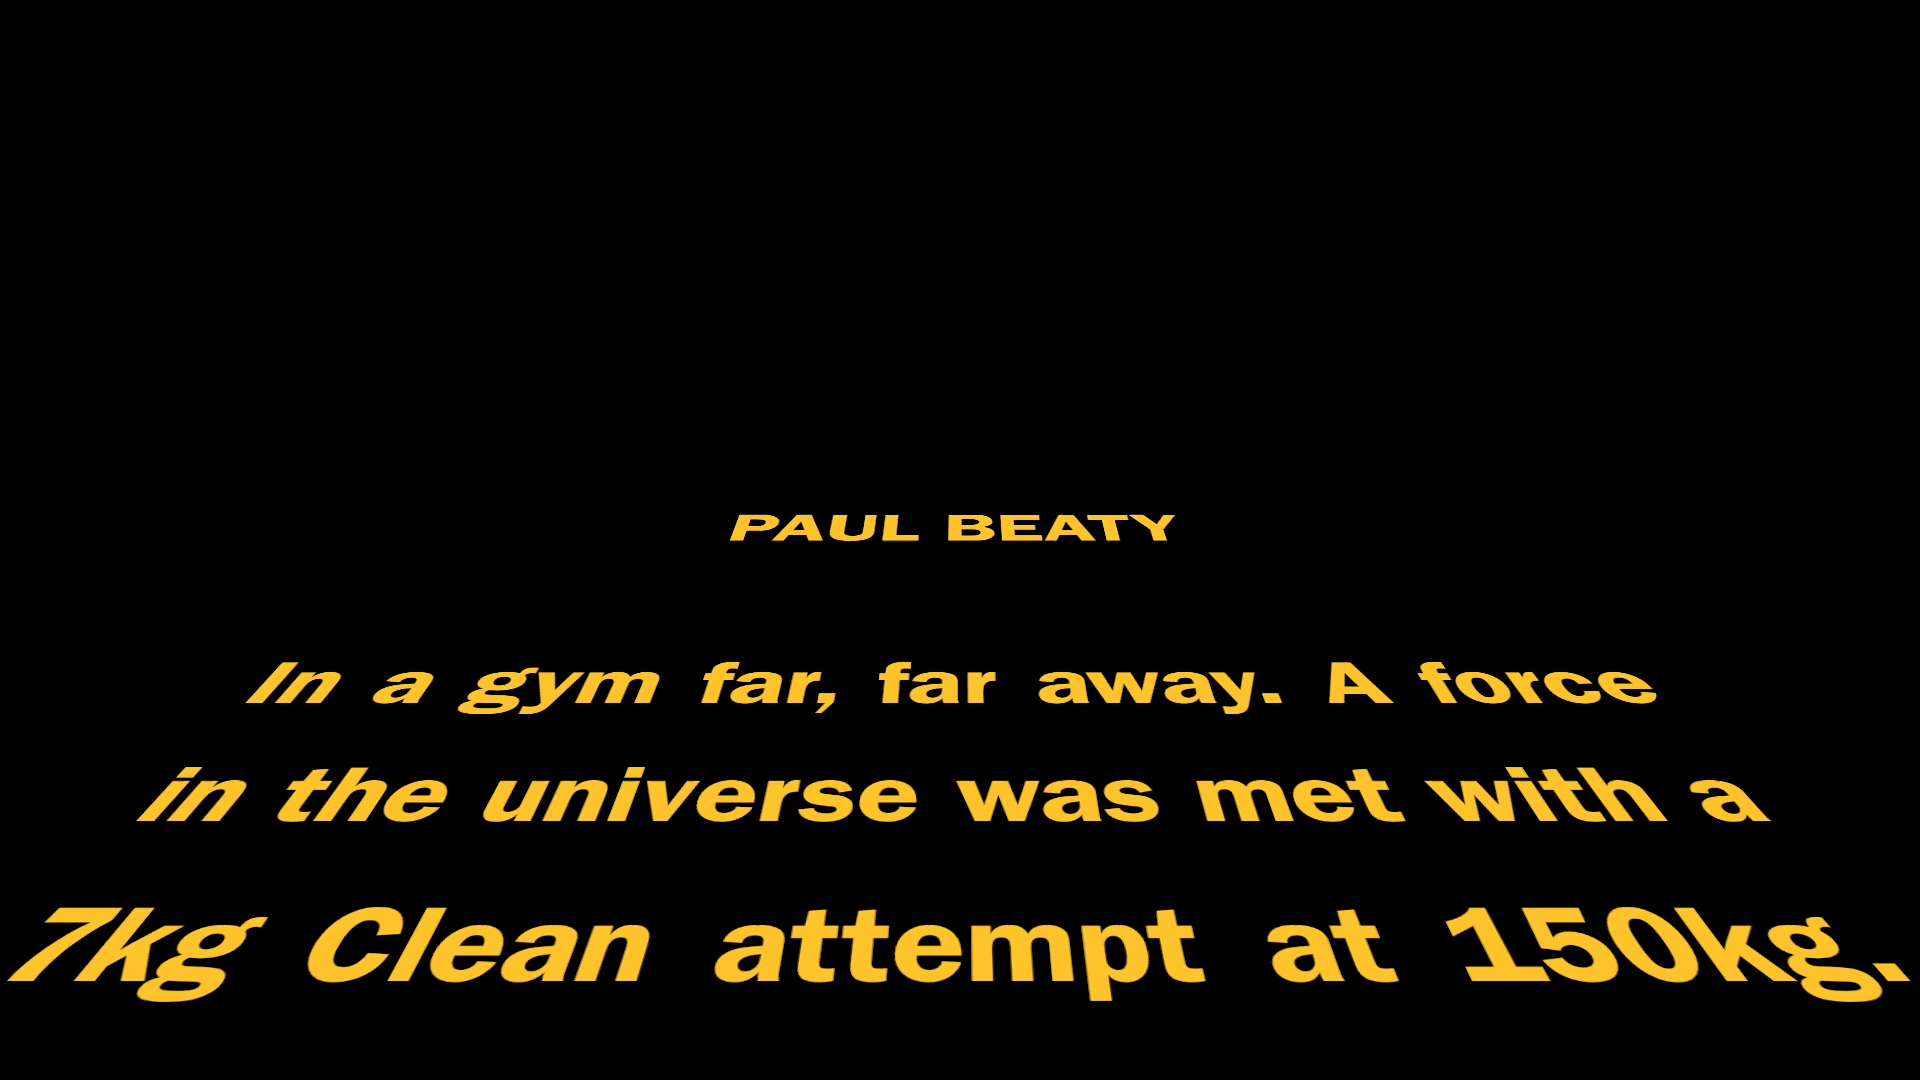 PAUL BEATY
In a gym far, far away. A force
in the universe was met with a
7kg Clean attempt at 150kg.